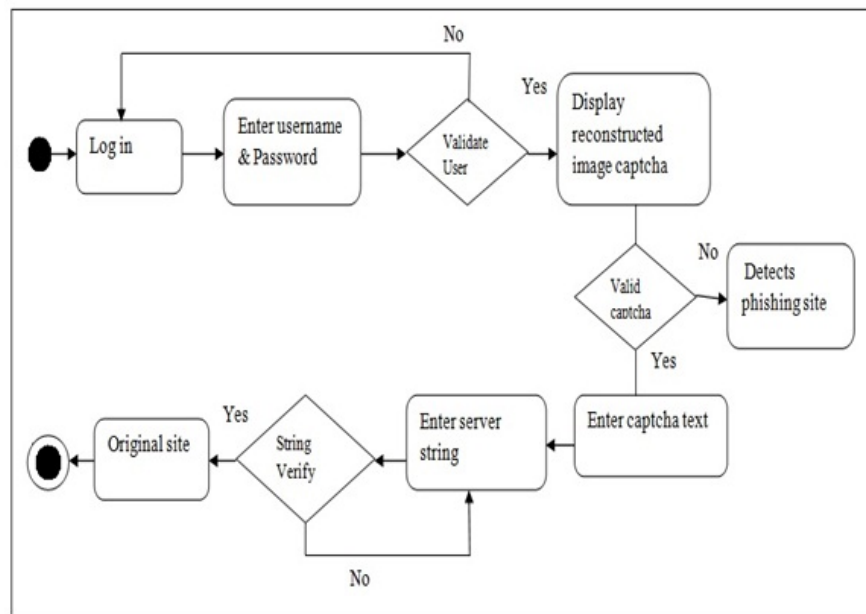 No
Log in
Enter username
& Password
Validate
User
Yes
Display
reconstructed
image captcha
Valid
captcha
No
Detects
phishing site
Yes
Enter captcha text
Enter server
string
String
Verify
Yes
Original site
No